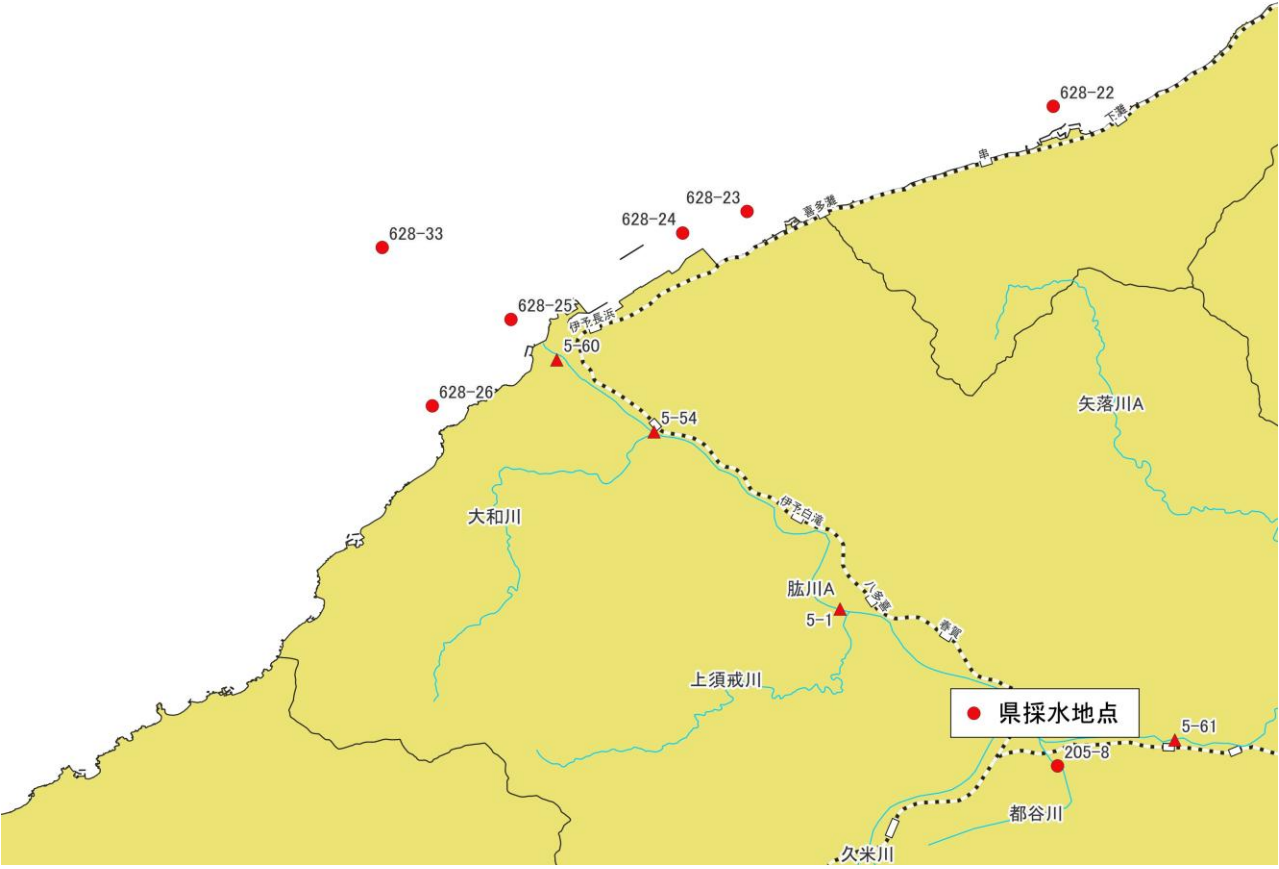 628-22
下灘
串
628-23
喜多灘
628-24
628-33
628-25
伊予長浜
5-60
628-26
矢落川A
5-54
伊予白滝
大和川
肱川A
八多喜
5-1
春賀
上須戒川
県採水地点
5-61
205-8
都谷川
久米川